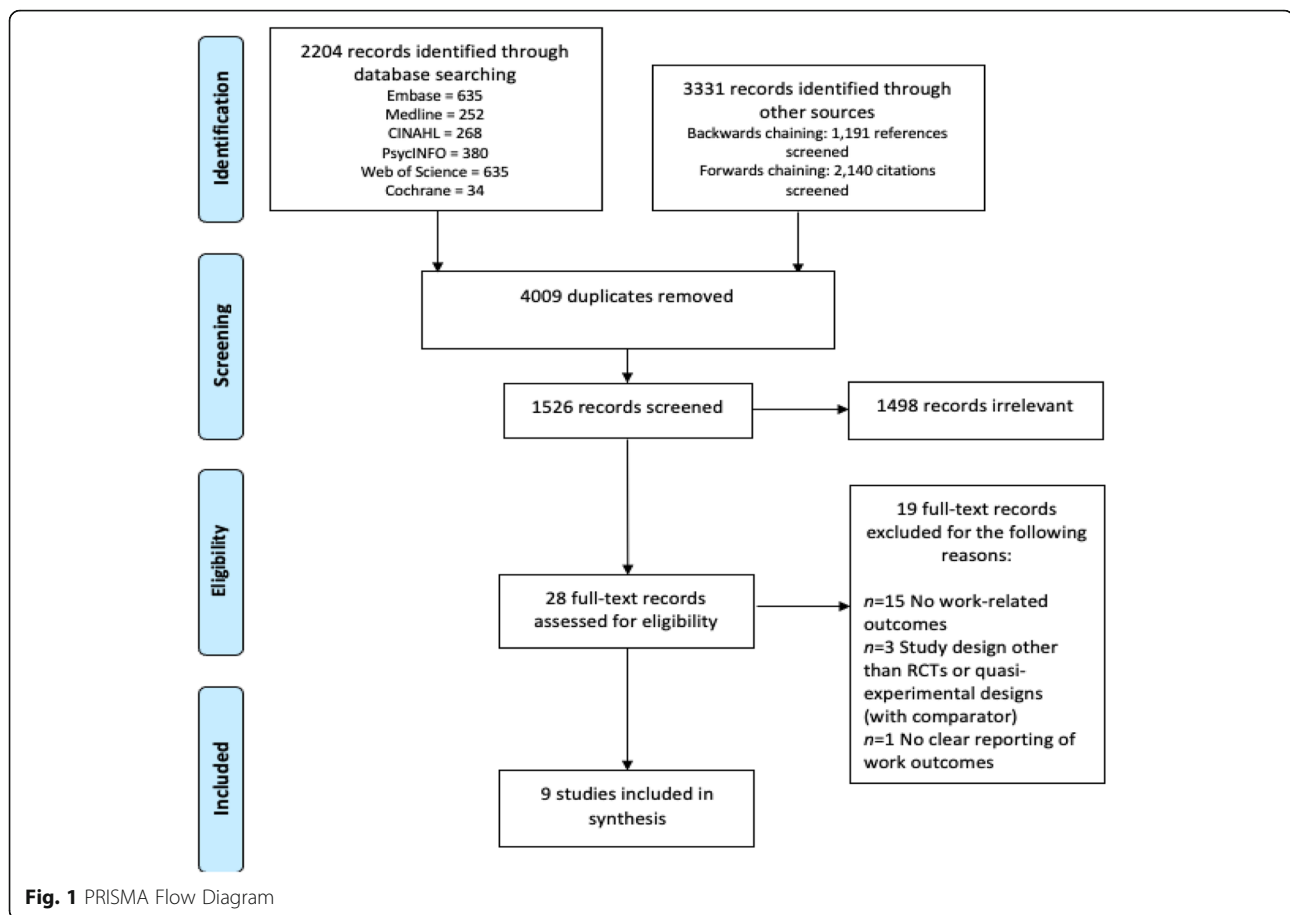 Identification
2204 records identified through
database searching
Embase = 635
Medline = 252
CINAHL = 268
PsycINFO = 380
Web of Science = 635
Cochrane = 34
3331 records identified through
other sources
Backwards chaining: 1,191 references
screened
Forwards chaining: 2,140 citations
screened
Screening
4009 duplicates removed
1526 records screened
1498 records irrelevant
Eligibility
28 full-text records
assessed for eligibility
19 full-text records
excluded for the following
reasons:
n=15 No work-related
outcomes
n=3 Study design other
than RCTs or quasi-
experimental designs
(with comparator)
n=1 No clear reporting of
work outcomes
Included
9 studies included in
synthesis
Fig. 1 PRISMA Flow Diagram